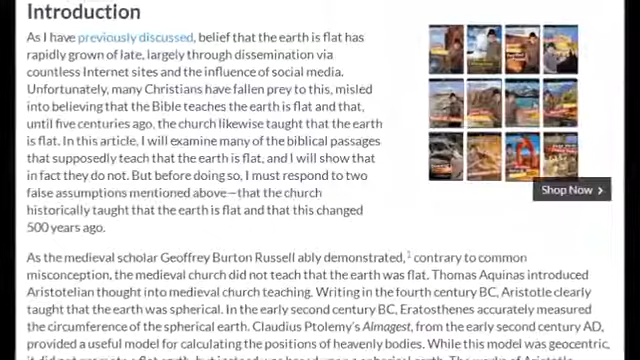 Introduction
As I have previously discussed, belief that the earth is flat has
rapidly grown of late, largely through dissemination via
countless Internet sites and the influence of social media.
Unfortunately, many Christians have fallen prey to this, misled
into believing that the Bible teaches the earth is flat and that,
until five centuries ago, the church likewise taught that the earth
is flat. In this article, I will examine many of the biblical passages
that supposedly teach that the earth is flat, and I will show that
in fact they do not. But before doing so, I must respond to two
false assumptions mentioned above—that the church
historically taught that the earth is flat and that this changed
500 years ago.
Shop Now
As the medieval scholar Geoffrey Burton Russell ably demonstrated,1 contrary to common
misconception, the medieval church did not teach that the earth was flat. Thomas Aquinas introduced
Aristotelian thought into medieval church teaching. Writing in the fourth century BC, Aristotle clearly
taught that the earth was spherical. In the early second century BC, Eratosthenes accurately measured
the circumference of the spherical earth. Claudius Ptolemy's Almagest, from the early second century AD,
provided a useful model for calculating the positions of heavenly bodies. While this model was geocentric,